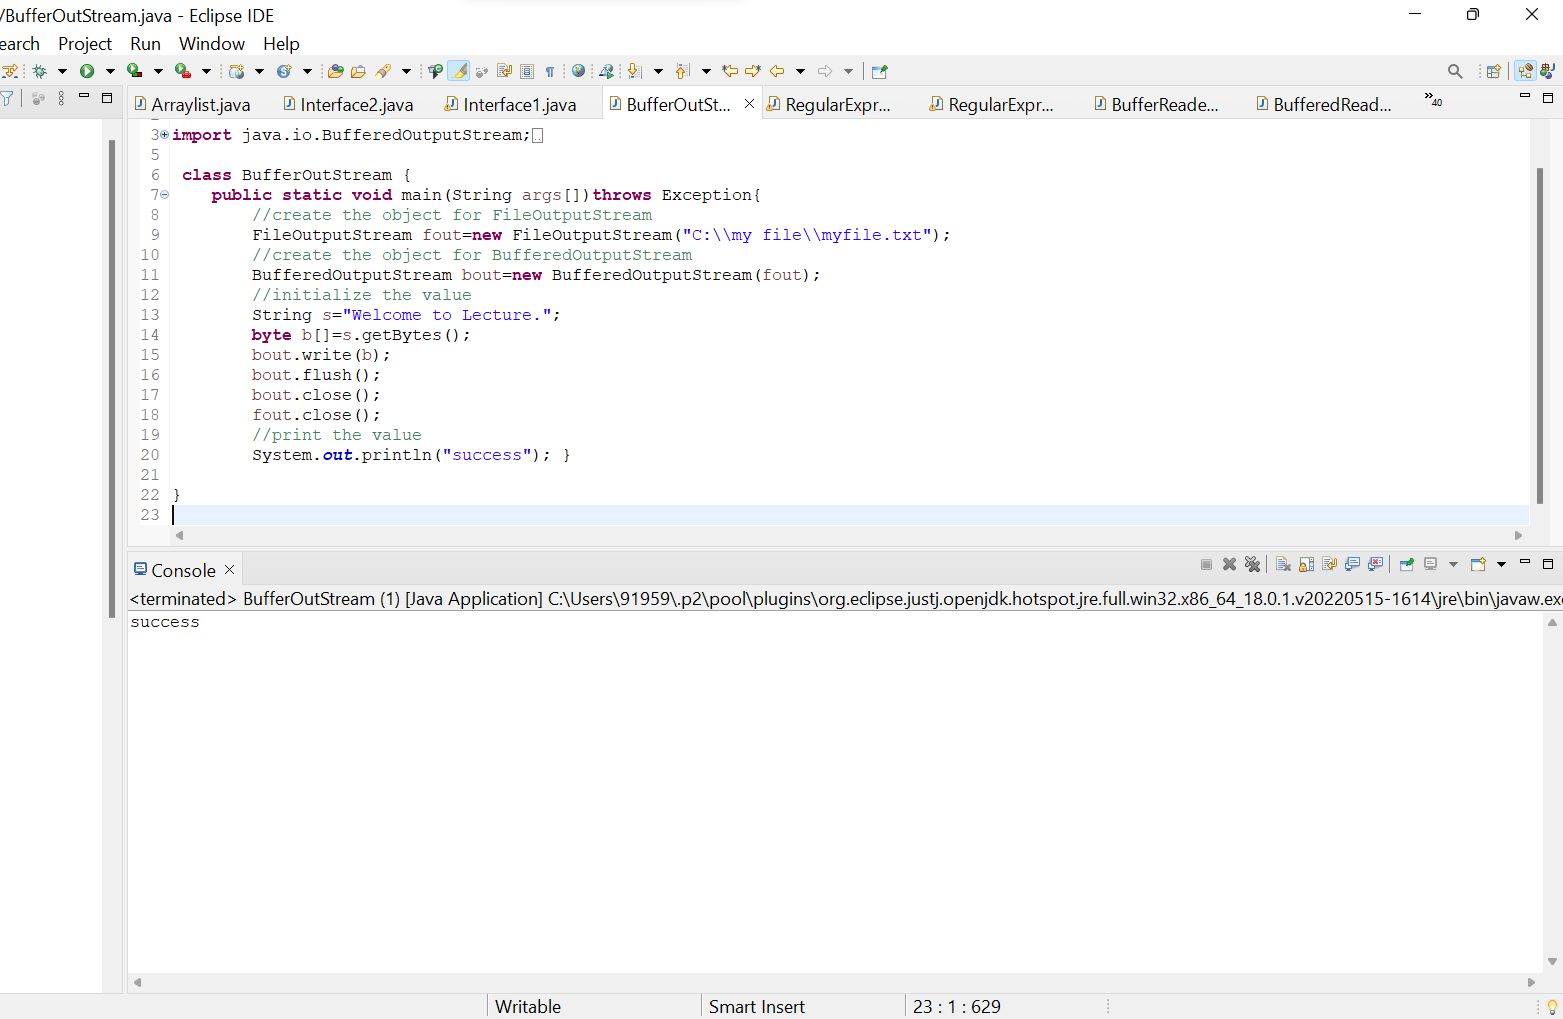 /BufferOutStream.java - Eclipse IDE
earch Project Run Window Help
Arraylist.java Interface2.java Interface1.java BufferOutSt... RegularExpr... RegularExpr... BufferReade... BufferedRead... »40
3 import java.io.BufferedOutputStream;
5
6 class BufferOutStream {
7 public static void main(String args[])throws Exception{
8 //create the object for FileOutputStream
9 FileOutputStream fout=new FileOutputStream("C:\\my file\\myfile.txt");
10 //create the object for BufferedOutputStream
11 BufferedOutputStream bout=new BufferedOutputStream(fout);
12 //initialize the value
13 String s="Welcome to Lecture.";
14 byte b[]=s.getBytes();
15 bout.write(b);
16 bout.flush();
17 bout.close();
18 fout.close();
19 //print the value
20 System.out.println("success"); }
21
22 }
23
Console
<terminated> BufferOutStream (1) [Java Application] C:\Users\91959\.p2\pool\plugins\org.eclipse.justj.openjdk.hotspot.jre.full.win32.x86_64_18.0.1.v20220515-1614\jre\bin\javaw.exe
success
Writable Smart Insert 23 : 1 : 629